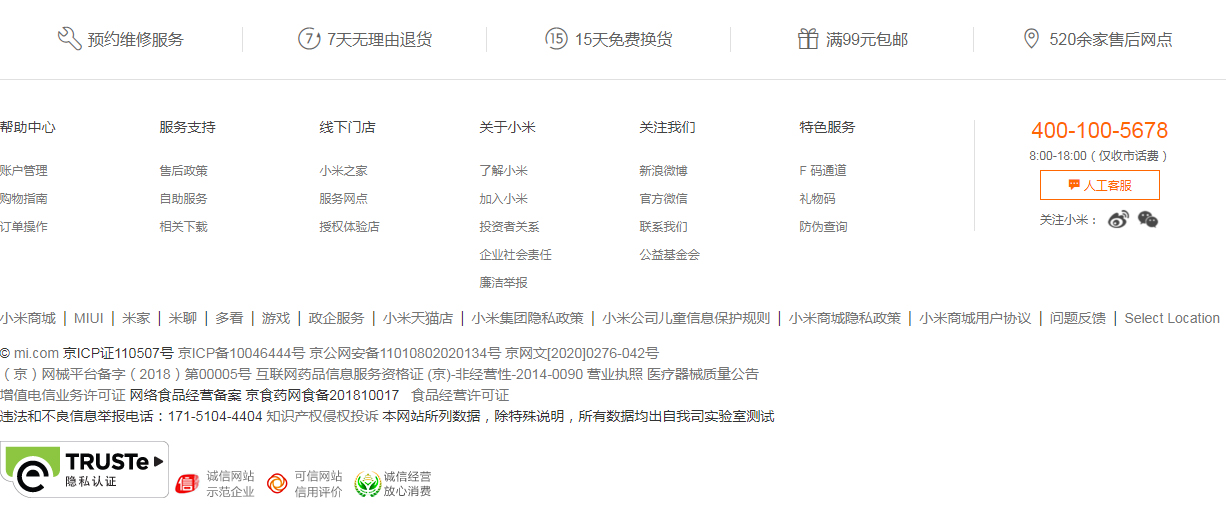 预约维修服务
7 7天无理由退货
15 15天免费换货
满99元包邮
520余家售后网点
帮助中心
账户管理
购物指南
订单操作
服务支持
售后政策
自助服务
相关下载
线下门店
小米之家
服务网点
授权体验店
关于小米
了解小米
加入小米
投资者关系
企业社会责任
廉洁举报
关注我们
新浪微博
官方微信
联系我们
公益基金会
特色服务
F 码通道
礼物码
防伪查询
400-100-5678
8:00-18:00（仅收市话费）
人工客服
关注小米：
小米商城 | MIUI | 米家 | 米聊 | 多看 | 游戏 | 政企服务 | 小米天猫店 | 小米集团隐私政策 | 小米公司儿童信息保护规则 | 小米商城隐私政策 | 小米商城用户协议 | 问题反馈 | Select Location
© mi.com 京ICP证110507号 京ICP备10046444号 京公网安备11010802020134号 京网文[2020]0276-042号
（京）网械平台备字（2018）第00005号 互联网药品信息服务资格证 (京)-非经营性-2014-0090 营业执照 医疗器械质量公告
增值电信业务许可证 网络食品经营备案 京食药网食备201810017 食品经营许可证
违法和不良信息举报电话：171-5104-4404 知识产权侵权投诉 本网站所列数据，除特殊说明，所有数据均出自我司实验室测试
TRUSTe
隐私认证
信
诚信网站
示范企业
可信网站
信用评价
诚信经营
放心消费